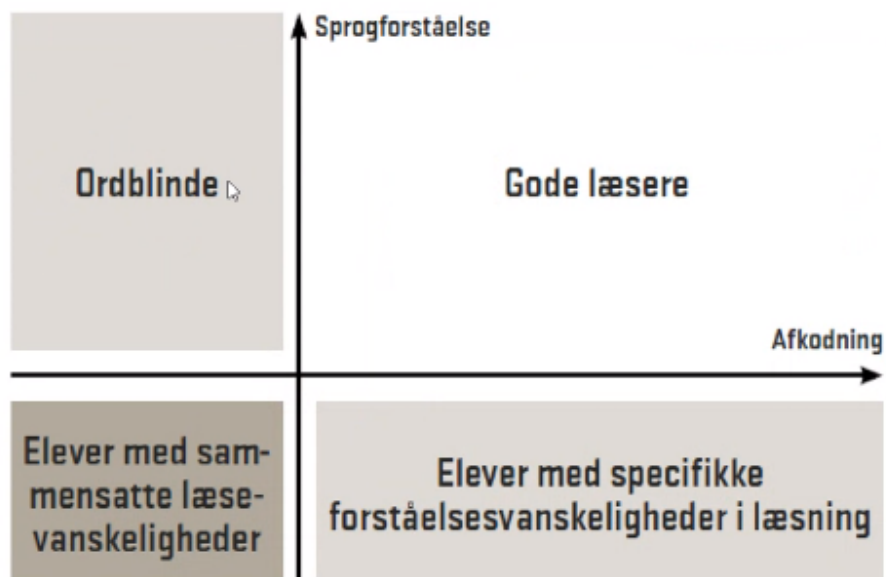 Sprogforståelse
Ordblinde
Gode læsere
Afkodning
Elever med sam-
mensatte læse-
vanskeligheder
Elever med specifikke
forståelsesvanskeligheder i læsning